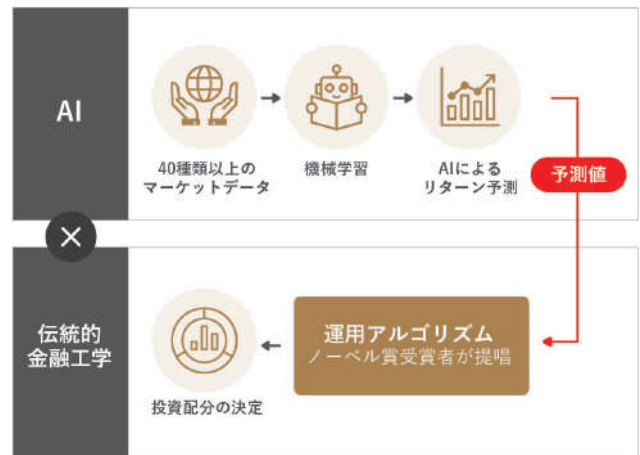 AI
40種類以上の
マーケットデータ
機械学習
AIによる
リターン予測
予測値
伝統的
金融工学
投資配分の決定
運用アルゴリズム
ノーベル賞受賞者が提唱